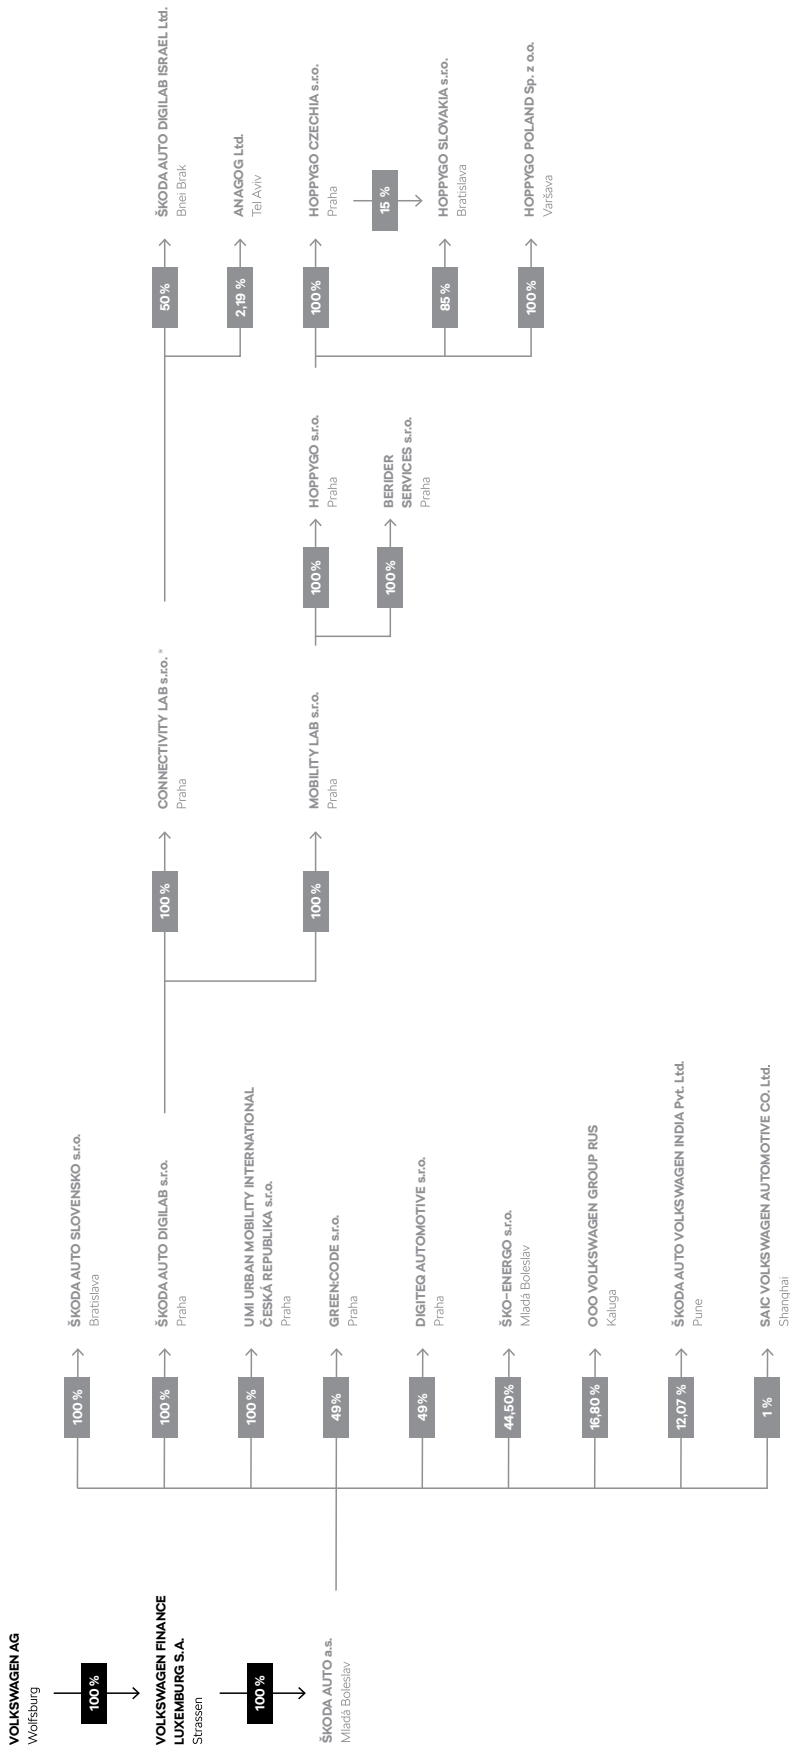 VOLKSWAGEN AG
Wolfsburg
100 %
VOLKSWAGEN FINANCE
LUXEMBURG S.A.
Strassen
100 %
ŠKODA AUTO a.s.
Mladá Boleslav
100 %
ŠKODA AUTO SLOVENSKO s.r.o.
Bratislava
100 %
ŠKODA AUTO DIGILAB s.r.o.
Praha
100 %
UMI URBAN MOBILITY INTERNATIONAL
ČESKÁ REPUBLIKA s.r.o.
Praha
49%
GREEN:CODE s.r.o.
Praha
49%
DIGITEQ AUTOMOTIVE s.r.o.
Praha
44,50%
ŠKO–ENERGO s.r.o.
Mladá Boleslav
16,80 %
OOO VOLKSWAGEN GROUP RUS
Kaluga
12,07 %
ŠKODA AUTO VOLKSWAGEN INDIA Pvt. Ltd.
Pune
1 %
SAIC VOLKSWAGEN AUTOMOTIVE CO. Ltd.
Shanghai
100 %
CONNECTIVITY LAB s.r.o. *
Praha
100 %
MOBILITY LAB s.r.o.
Praha
100%
HOPPYGO s.r.o.
Praha
100%
BERIDER
SERVICES s.r.o.
Praha
50%
ŠKODA AUTO DIGILAB ISRAEL Ltd.
Bnei Brak
2,19 %
ANAGOG Ltd.
Tel Aviv
100%
HOPPYGO CZECHIA s.r.o.
Praha
15 %
85 %
HOPPYGO SLOVAKIA s.r.o.
Bratislava
100%
HOPPYGO POLAND Sp. z o.o.
Varšava